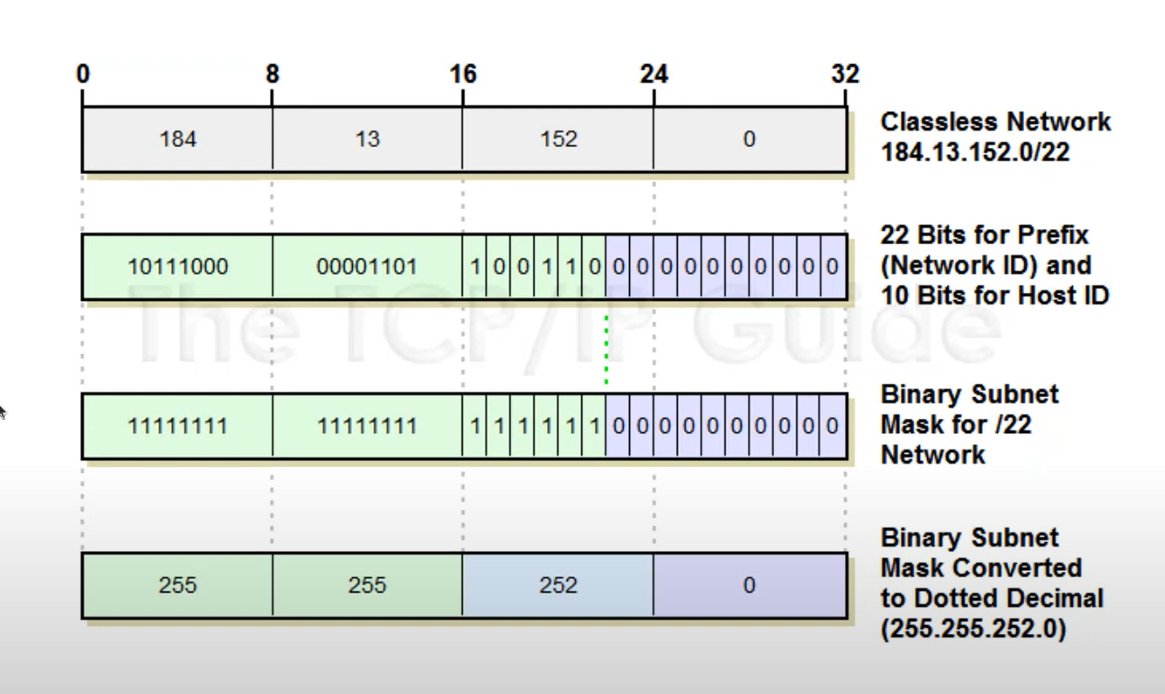 0 8 16 24 32
184 13 152 0
Classless Network
184.13.152.0/22
10111000 00001101 1 0 0 1 1 0 0 0 0 0 0 0 0 0 0 0
22 Bits for Prefix
(Network ID) and
10 Bits for Host ID
The TCP/IP Guide
11111111 11111111 1 1 1 1 1 1 0 0 0 0 0 0 0 0 0 0
Binary Subnet
Mask for /22
Network
255 255 252 0
Binary Subnet
Mask Converted
to Dotted Decimal
(255.255.252.0)